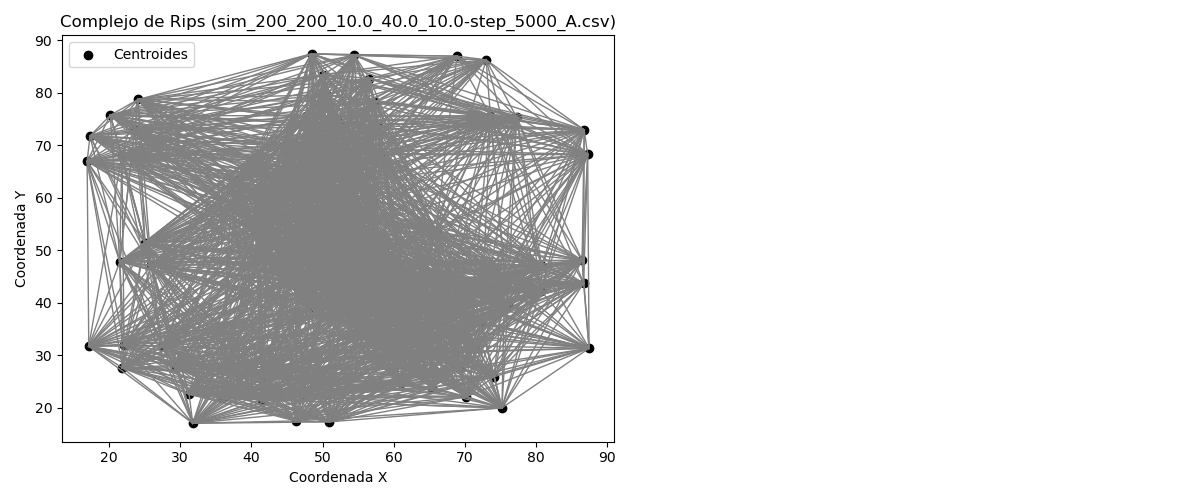 Complejo de Rips (sim_200_200_10.0_40.0_10.0-step_5000_A.csv)
Centroides
90
80
70
60
50
40
30
20
Coordenada Y
20 30 40 50 60 70 80 90
Coordenada X